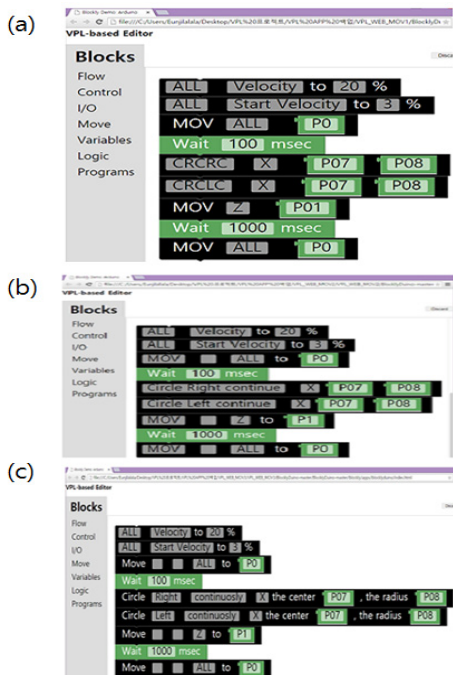 (a)
Blockly Demo: Arduino
VPL-based Editor
Blocks
Flow
Control
I/O
Move
Variables
Logic
Programs
ALL Velocity to 20 %
ALL Start Velocity to 3 %
MOV ALL P0
Wait 100 msec
CRCRC X P07 P08
CRCLC X P07 P08
MOV Z P01
Wait 1000 msec
MOV ALL P0
(b)
VPL-based Editor
Blocks
Flow
Controll
I/O
Move
Variables
Logic
Programs
ALL Velocity to 20 %
ALL Start Velocity to 3 %
MOV ALL to P0
Wait 100 msec
Circle Right continue X P07 P08
Circle Left continue X P07 P08
MOV Z to P1
Wait 1000 msec
MOV ALL to P0
(c)
VPL-based Editor
Blocks
Flow
Control
I/O
Move
Variables
Logic
Programs
ALL Velocity to 20 %
ALL Start Velocity to 3 %
Move ALL to P0
Wait 100 msec
Circle Right continuosly X the center P07 , the radius P08
Circle Left continuosly X the center P07 , the radius P08
Move Z to P1
Wait 1000 msec
Move ALL to P0